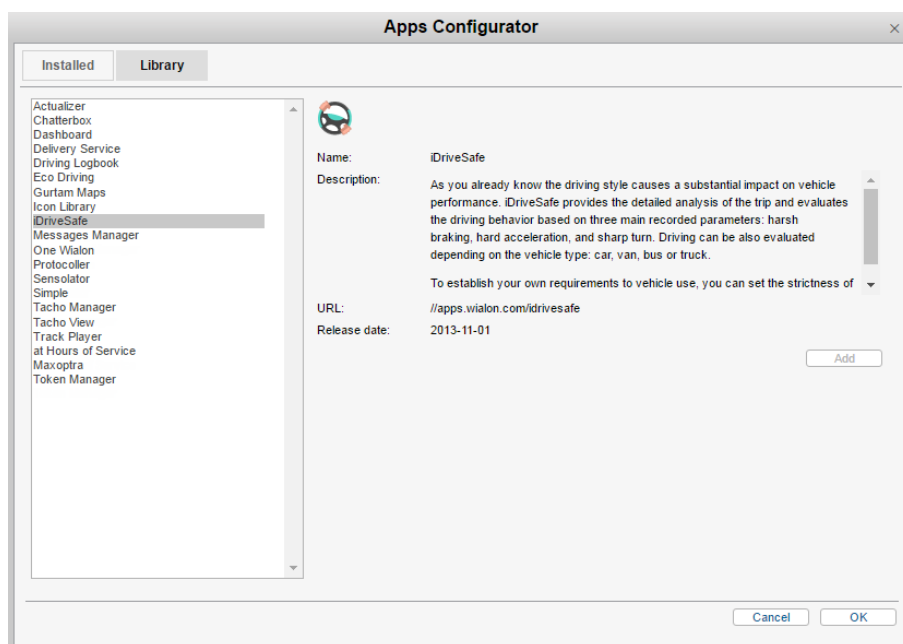 Apps Configurator
Installed
Library
Actualizer
Chatterbox
Dashboard
Delivery Service
Driving Logbook
Eco Driving
Gurtam Maps
Icon Library
iDriveSafe
Messages Manager
One Wialon
Protocoller
Sensolator
Simple
Tacho Manager
Tacho View
Track Player
at Hours of Service
Maxoptra
Token Manager
Name: iDriveSafe
Description: As you already know the driving style causes a substantial impact on vehicle
performance. iDriveSafe provides the detailed analysis of the trip and evaluates
the driving behavior based on three main recorded parameters: harsh
braking, hard acceleration, and sharp turn. Driving can be also evaluated
depending on the vehicle type: car, van, bus or truck.
To establish your own requirements to vehicle use, you can set the strictness of
URL: //apps.wialon.com/idrivesafe
Release date: 2013-11-01
Add
Cancel OK